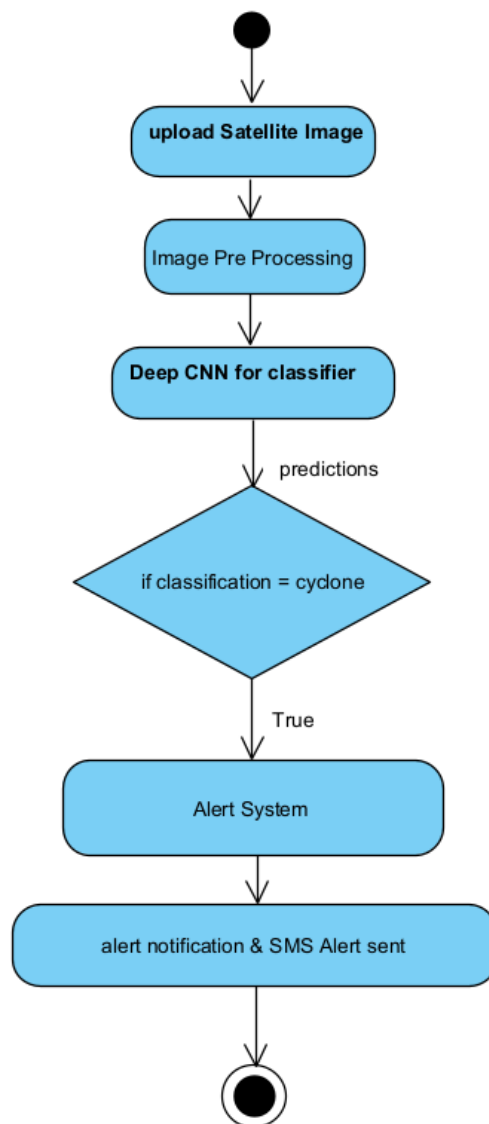 upload Satellite Image
Image Pre Processing
Deep CNN for classifier
predictions
if classification = cyclone
True
Alert System
alert notification & SMS Alert sent